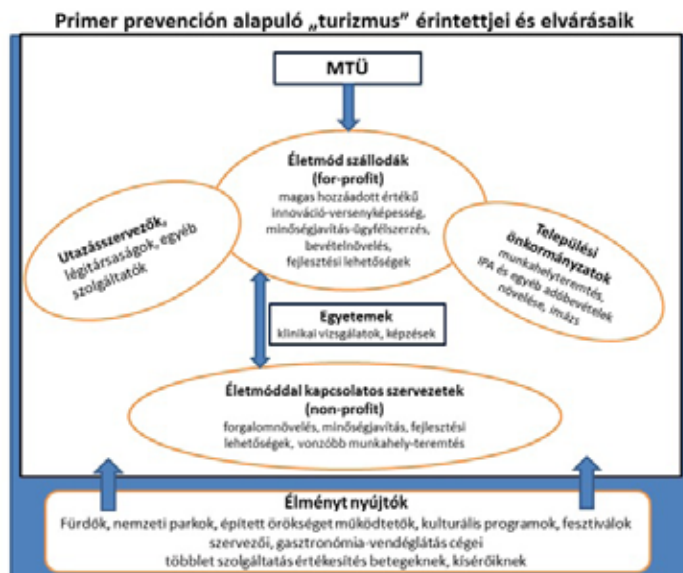 Primer prevención alapuló „turizmus” érintettjei és elvárásaik
MTÜ
Életmód szállodák
(for-profit)
magas hozzáadott értékű
innováció-versenyképesség,
minőségjavítás-ügyfélszerzés,
bevételnövelés,
fejlesztési lehetőségek
Utazásszervezők,
légitársaságok, egyéb
szolgáltatók
Települési
önkormányzatok
munkahelyteremtés,
IPA és egyéb adóbevételek
növelése, imázs
Egyetemek
klinikai vizsgálatok, képzések
Életmóddal kapcsolatos szervezetek
(non-profit)
forgalomnövelés, minőségjavítás, fejlesztési
lehetőségek, vonzóbb munkahely-teremtés
Élményt nyújtók
Fürdők, nemzeti parkok, épített örökséget működtetők, kulturális programok, fesztiválok
szervezői, gasztronómia-vendéglátás cégei
többlet szolgáltatás értékesítés betegeknek, kísérőiknek